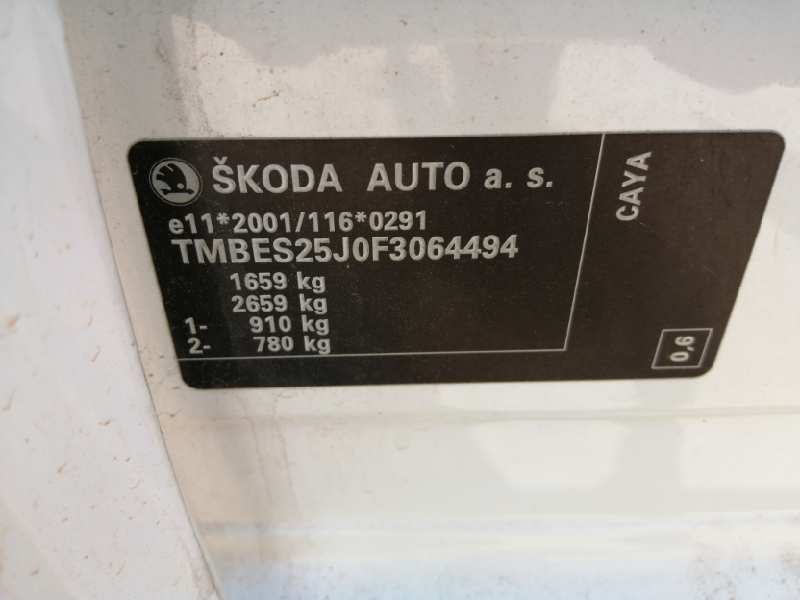 ŠKODA AUTO a. s.
e11*2001/116*0291
TMBES25J0F3064494
1659 kg
2659 kg
1- 910 kg
2- 780 kg
CAYA
0,6